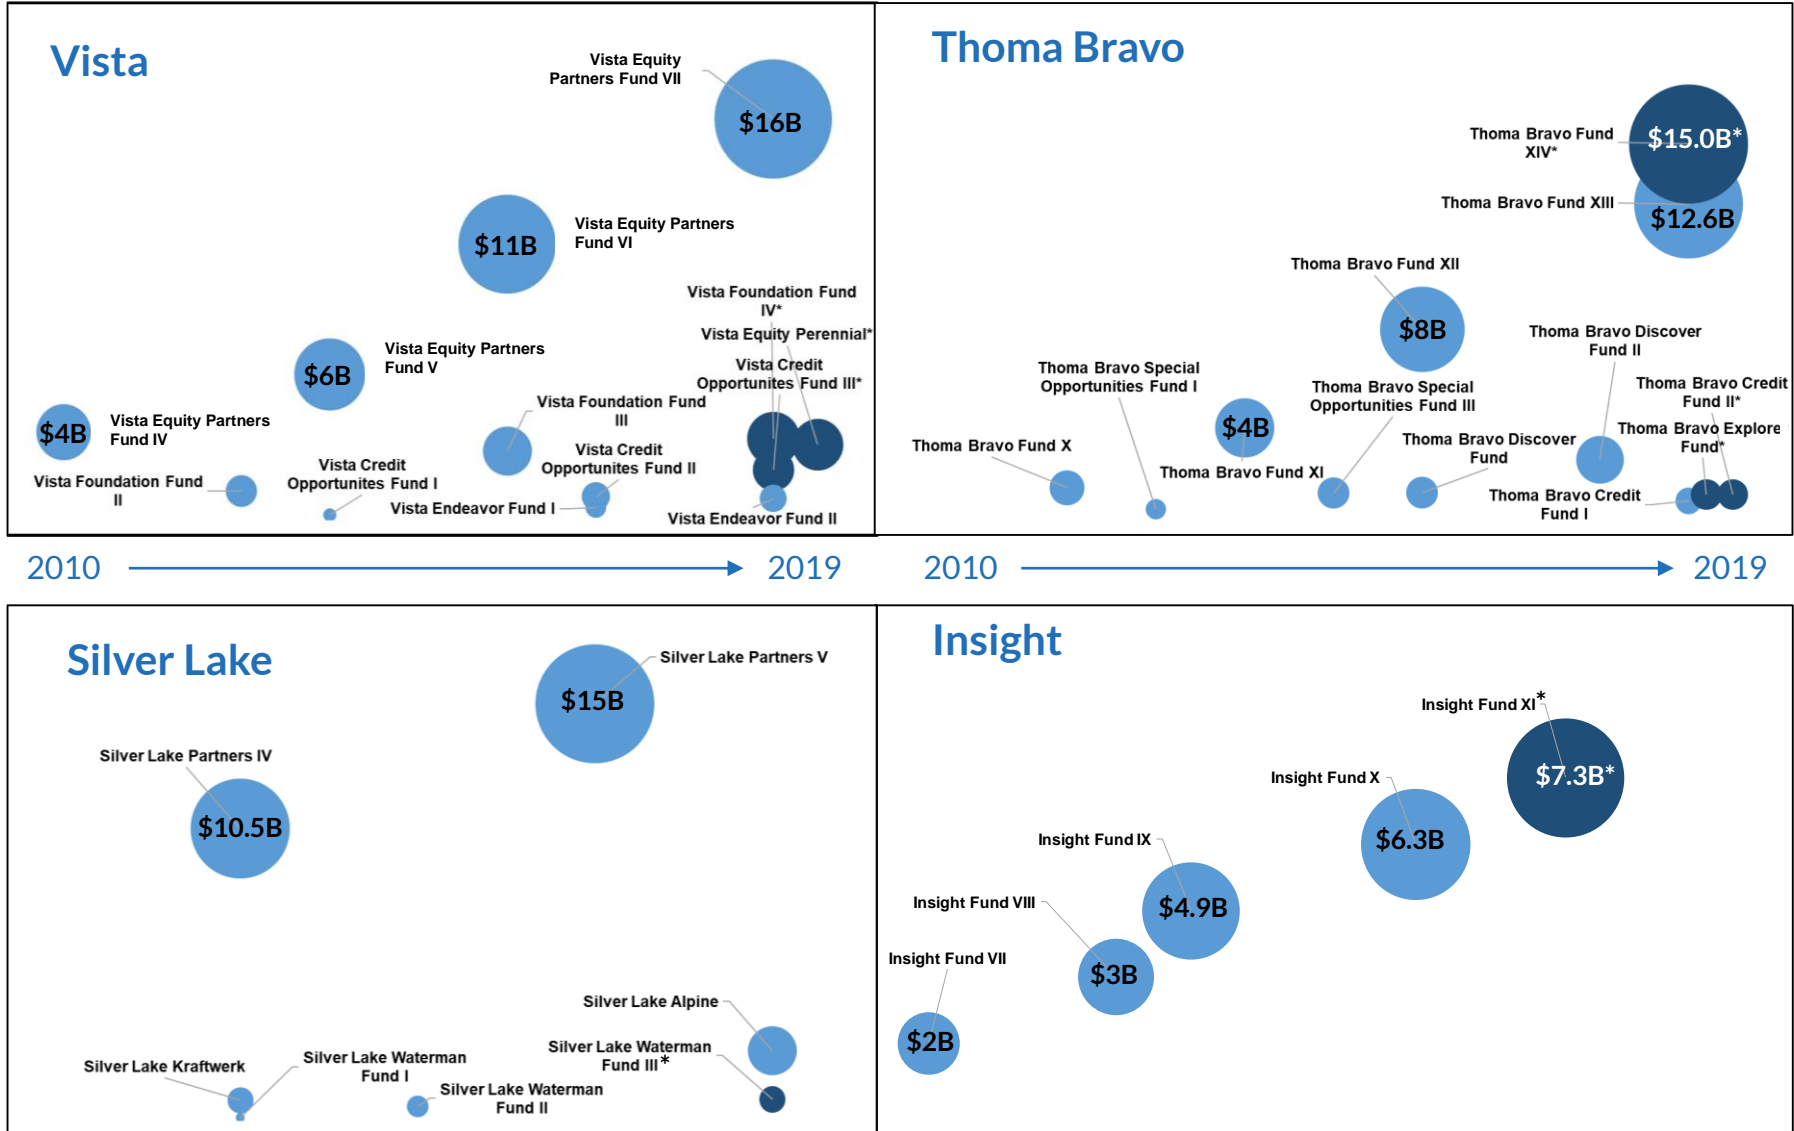 Vista
Vista Equity
Partners Fund VII
$16B
$11B
Vista Equity Partners
Fund VI
Vista Foundation Fund
IV*
Vista Equity Perennial*
Vista Credit
Opportunites Fund III*
$6B
Vista Equity Partners
Fund V
Vista Foundation Fund
III
$4B
Vista Equity Partners
Fund IV
Vista Credit
Opportunites Fund II
Vista Credit
Opportunites Fund I
Vista Foundation Fund
II
Vista Endeavor Fund I
Vista Endeavor Fund II
Thoma Bravo
Thoma Bravo Fund
XIV*
$15.0B*
Thoma Bravo Fund XIII
$12.6B
Thoma Bravo Fund XII
$8B
Thoma Bravo Discover
Fund II
Thoma Bravo Special
Opportunities Fund I
Thoma Bravo Special
Opportunities Fund III
Thoma Bravo Credit
Fund II*
$4B
Thoma Bravo Explore
Fund*
Thoma Bravo Fund X
Thoma Bravo Discover
Fund
Thoma Bravo Fund XI
Thoma Bravo Credit
Fund I
2010
2019
2010
2019
Silver Lake
Silver Lake Partners V
$15B
Silver Lake Partners IV
$10.5B
Silver Lake Alpine
Silver Lake Waterman
Fund III*
Silver Lake Kraftwerk
Silver Lake Waterman
Fund I
Silver Lake Waterman
Fund II
Insight
Insight Fund XI*
$7.3B*
Insight Fund X
$6.3B
Insight Fund IX
$4.9B
Insight Fund VIII
$3B
Insight Fund VII
$2B